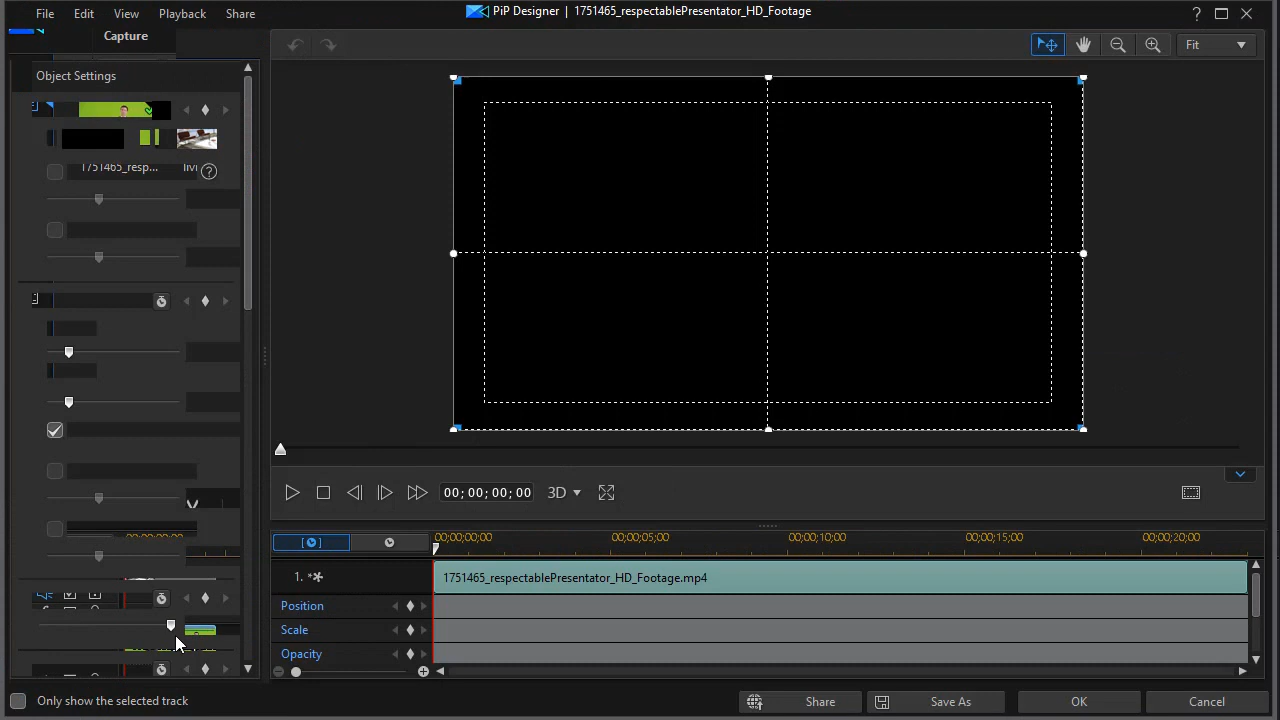 File Edit View Playback Share
PiP Designer | 1751465_respectablePresentator_HD_Footage
?
Capture
Fit
Object Settings
1751465_resp...
livi
?
00;00;00;00
3D
00;00;00;00 00;00;05;00 00;00;10;00 00;00;15;00 00;00;20;00
1.
1751465_respectablePresentator_HD_Footage.mp4
Position
Scale
Opacity
Only show the selected track
Share
Save As
OK
Cancel